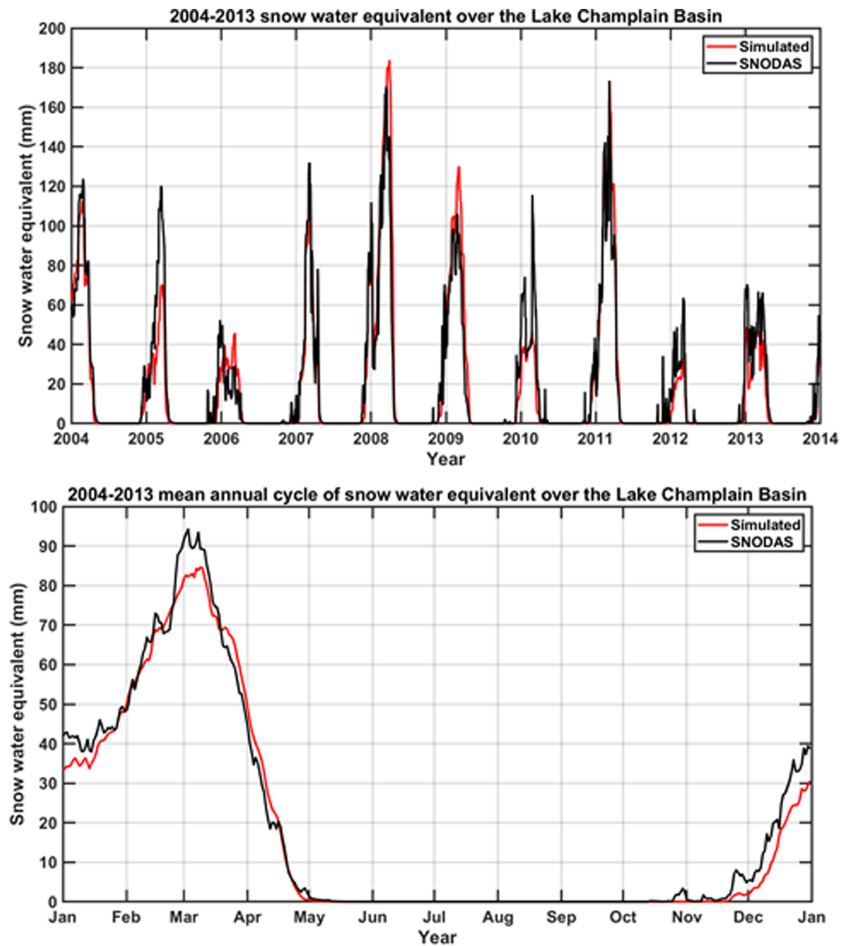 2004-2013 snow water equivalent over the Lake Champlain Basin
Snow water equivalent (mm)
200
180
160
140
120
100
80
60
40
20
0
Simulated
SNODAS
2004 2005 2006 2007 2008 2009 2010 2011 2012 2013 2014
Year
2004-2013 mean annual cycle of snow water equivalent over the Lake Champlain Basin
Snow water equivalent (mm)
100
90
80
70
60
50
40
30
20
10
0
Simulated
SNODAS
Jan Feb Mar Apr May Jun Jul Aug Sep Oct Nov Dec Jan
Year